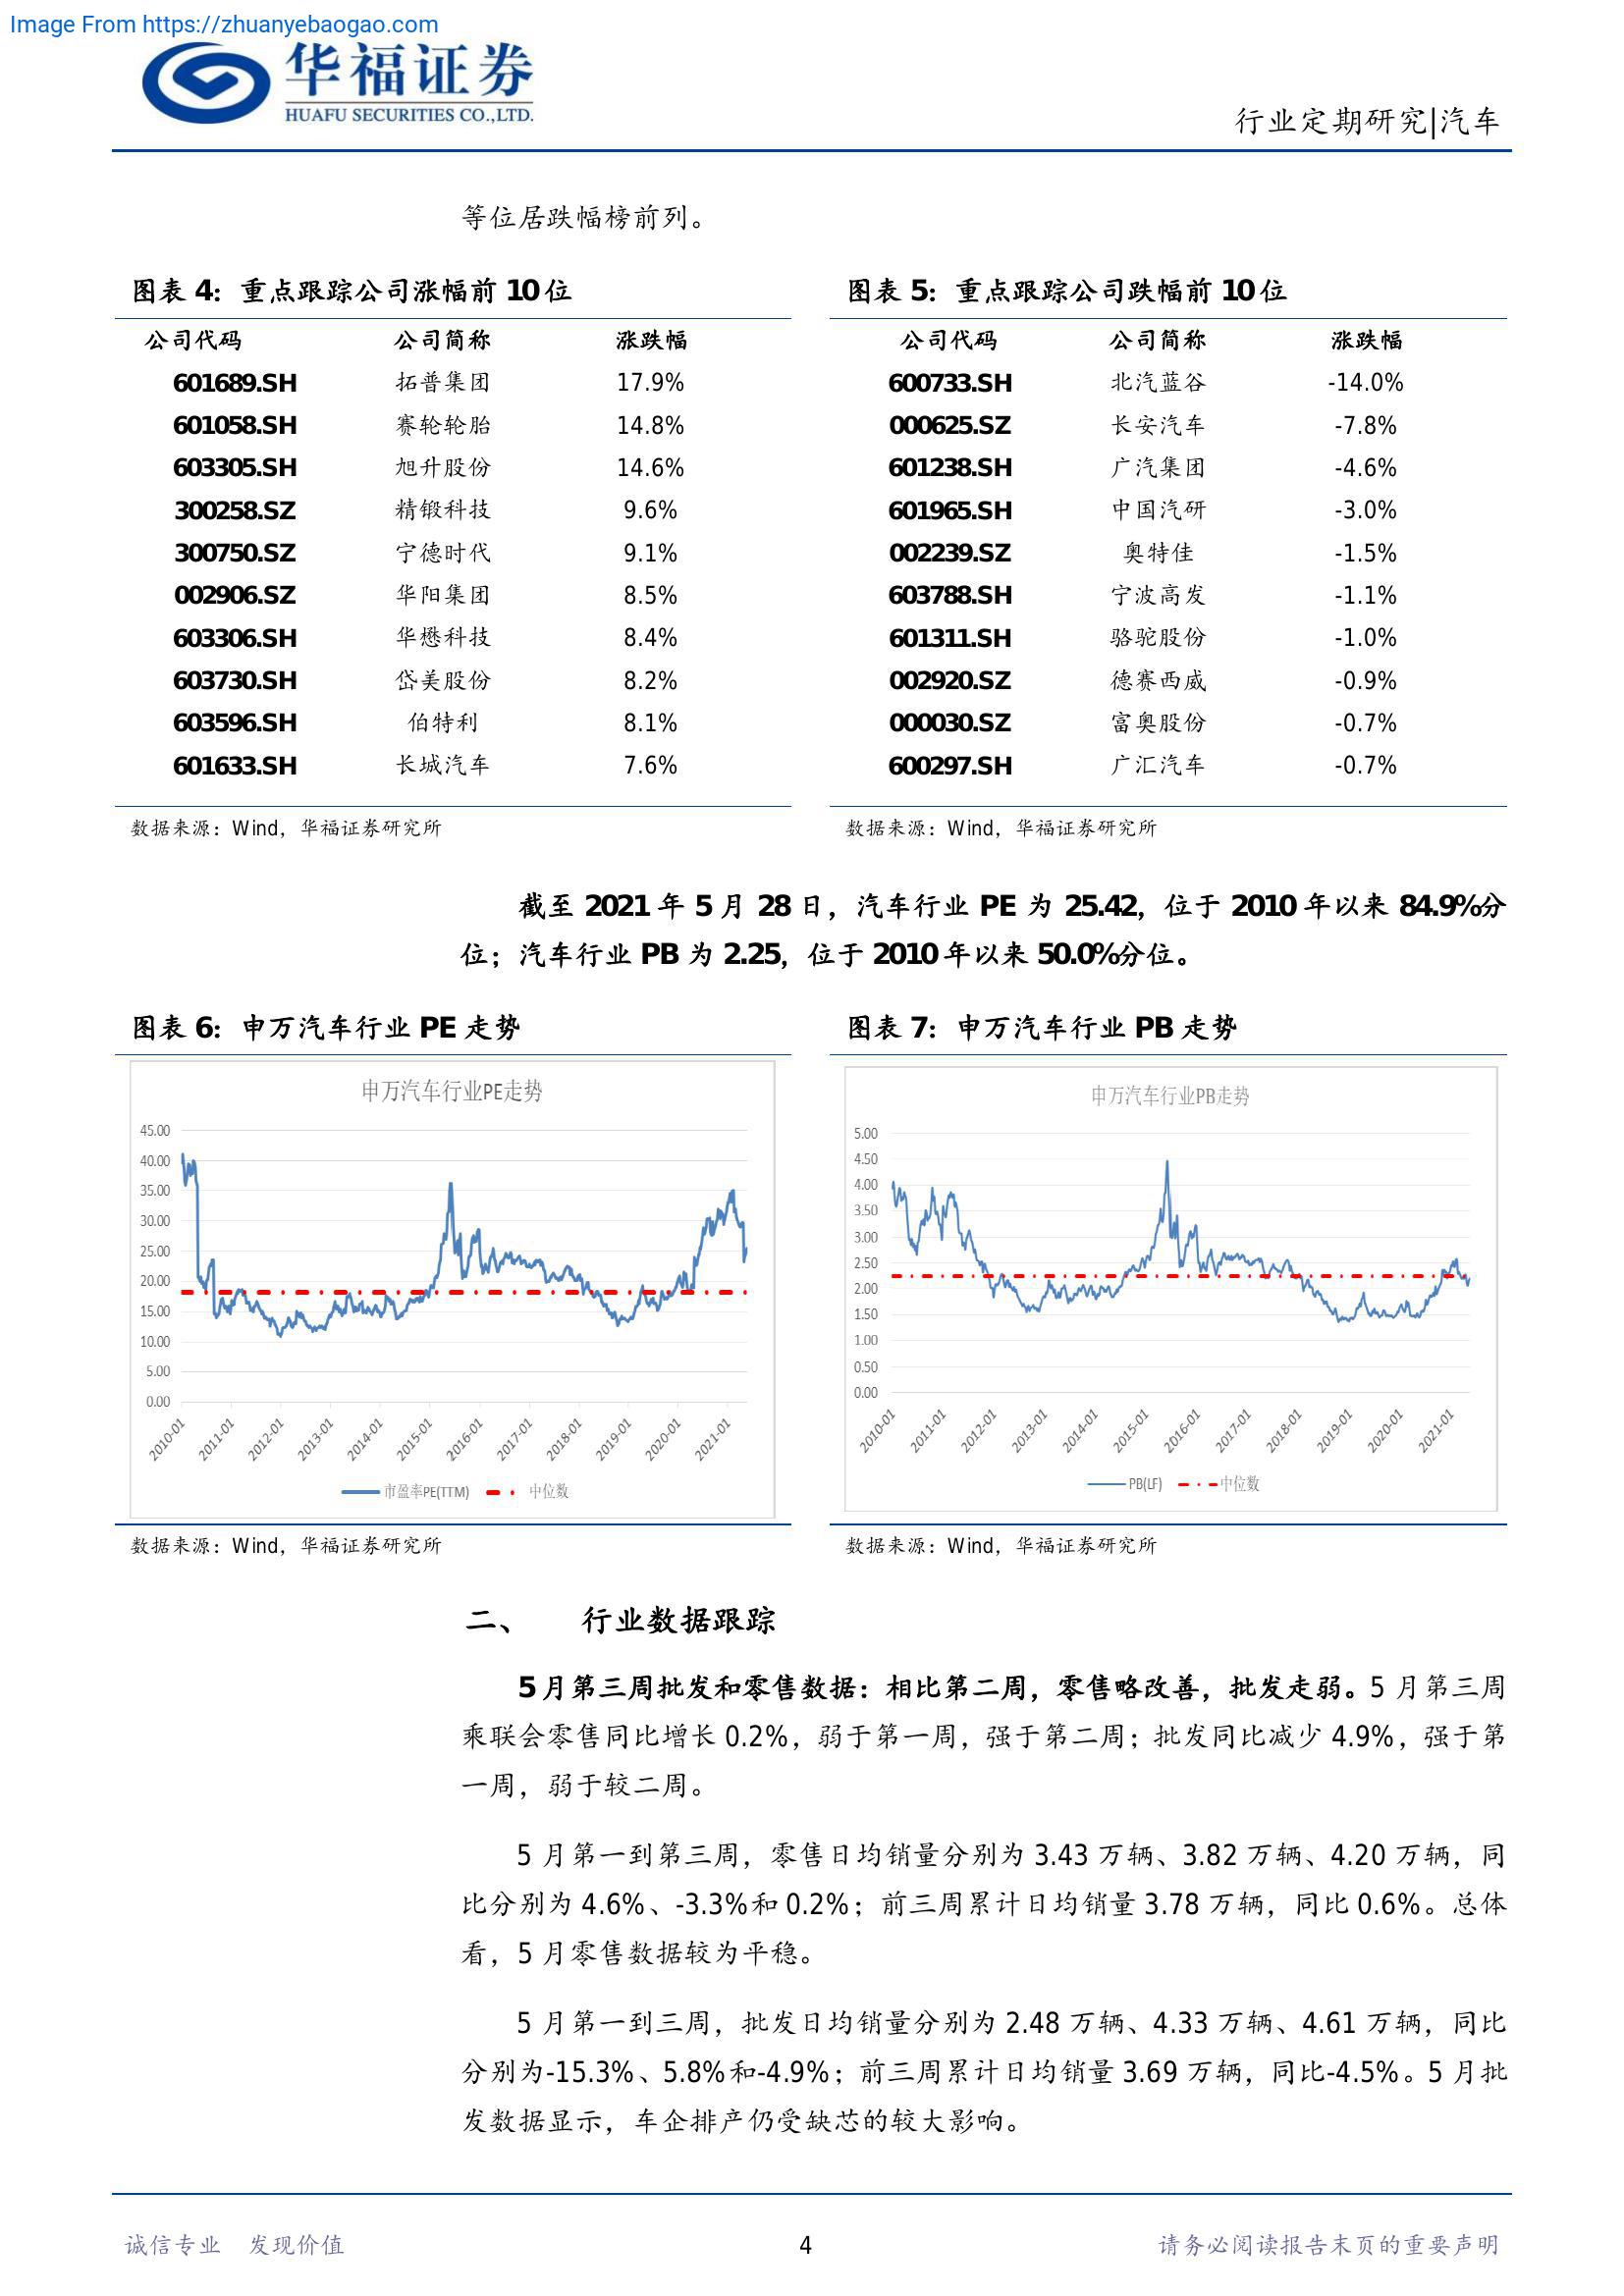 Image From https://zhuanyebaogao.com
华福证券
HUAFU SECURITIES CO.,LTD.
行业定期研究|汽车
等位居跌幅榜前列。
图表 4：重点跟踪公司涨幅前 10 位
公司代码 公司简称 涨跌幅
601689.SH 拓普集团 17.9%
601058.SH 赛轮轮胎 14.8%
603305.SH 旭升股份 14.6%
300258.SZ 精锻科技 9.6%
300750.SZ 宁德时代 9.1%
002906.SZ 华阳集团 8.5%
603306.SH 华懋科技 8.4%
603730.SH 岱美股份 8.2%
603596.SH 伯特利 8.1%
601633.SH 长城汽车 7.6%
数据来源：Wind，华福证券研究所
图表 5：重点跟踪公司跌幅前 10 位
公司代码 公司简称 涨跌幅
600733.SH 北汽蓝谷 -14.0%
000625.SZ 长安汽车 -7.8%
601238.SH 广汽集团 -4.6%
601965.SH 中国汽研 -3.0%
002239.SZ 奥特佳 -1.5%
603788.SH 宁波高发 -1.1%
601311.SH 骆驼股份 -1.0%
002920.SZ 德赛西威 -0.9%
000030.SZ 富奥股份 -0.7%
600297.SH 广汇汽车 -0.7%
数据来源：Wind，华福证券研究所
截至 2021 年 5 月 28 日，汽车行业 PE 为 25.42，位于 2010 年以来 84.9%分
位；汽车行业 PB 为 2.25，位于 2010 年以来 50.0%分位。
图表 6：申万汽车行业 PE 走势
申万汽车行业PE走势
45.00
40.00
35.00
30.00
25.00
20.00
15.00
10.00
5.00
0.00
2010-01 2011-01 2012-01 2013-01 2014-01 2015-01 2016-01 2017-01 2018-01 2019-01 2020-01 2021-01
市盈率PE(TTM) 中位数
数据来源：Wind，华福证券研究所
图表 7：申万汽车行业 PB 走势
申万汽车行业PB走势
5.00
4.50
4.00
3.50
3.00
2.50
2.00
1.50
1.00
0.50
0.00
2010-01 2011-01 2012-01 2013-01 2014-01 2015-01 2016-01 2017-01 2018-01 2019-01 2020-01 2021-01
PB(LF) 中位数
数据来源：Wind，华福证券研究所
二、 行业数据跟踪
5 月第三周批发和零售数据：相比第二周，零售略改善，批发走弱。5 月第三周
乘联会零售同比增长 0.2%，弱于第一周，强于第二周；批发同比减少 4.9%，强于第
一周，弱于较二周。
5 月第一到第三周，零售日均销量分别为 3.43 万辆、3.82 万辆、4.20 万辆，同
比分别为 4.6%、-3.3%和 0.2%；前三周累计日均销量 3.78 万辆，同比 0.6%。总体
看，5 月零售数据较为平稳。
5 月第一到三周，批发日均销量分别为 2.48 万辆、4.33 万辆、4.61 万辆，同比
分别为-15.3%、5.8%和-4.9%；前三周累计日均销量 3.69 万辆，同比-4.5%。5 月批
发数据显示，车企排产仍受缺芯的较大影响。
诚信专业 发现价值 4 请务必阅读报告末页的重要声明